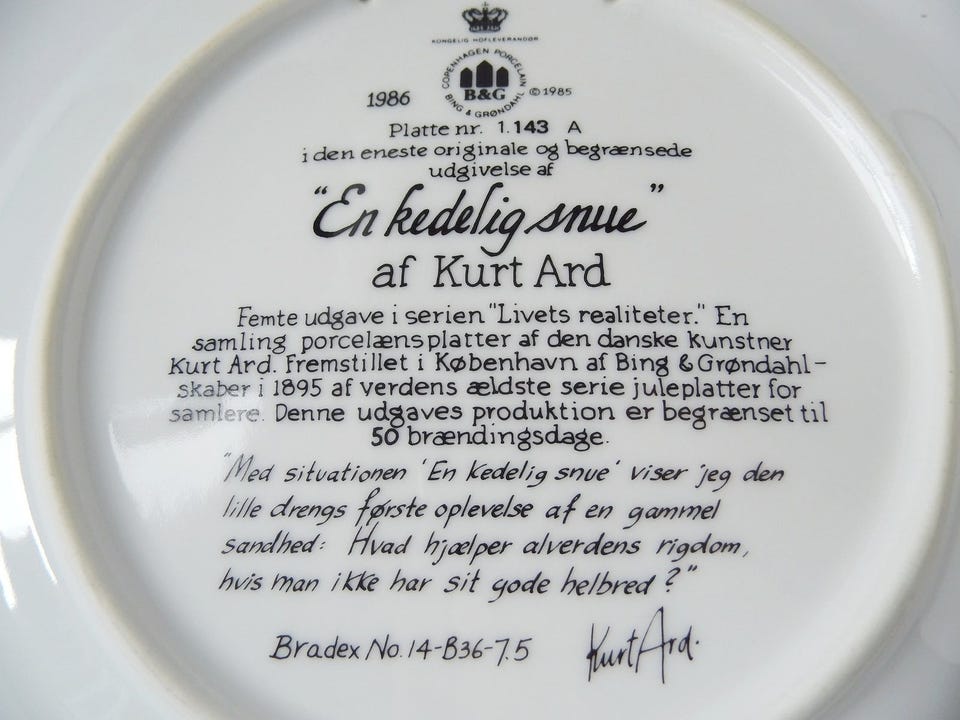 KONGELIG HOFLEVERANDØR
COPENHAGEN PORCELAIN
B&G
BING & GRØNDAHL
1986
©1985
Platte nr. 1.143 A
i den eneste originale og begrænsede
udgivelse af
"En kedelig snue"
af Kurt Ard
Femte udgave i serien "Livets realiteter." En
samling porcelænsplatter af den danske kunstner
Kurt Ard. Fremstillet i København af Bing & Grøndahl-
skaber i 1895 af verdens ældste serie juleplatter for
samlere. Denne udgaves produktion er begrænset til
50 brændingsdage.
"Med situationen 'En kedelig snue' viser jeg den
lille drengs første oplevelse af en gammel
sandhed: Hvad hjælper alverdens rigdom,
hvis man ikke har sit gode helbred?"
Bradex No. 14-B36-7.5
Kurt Ard.